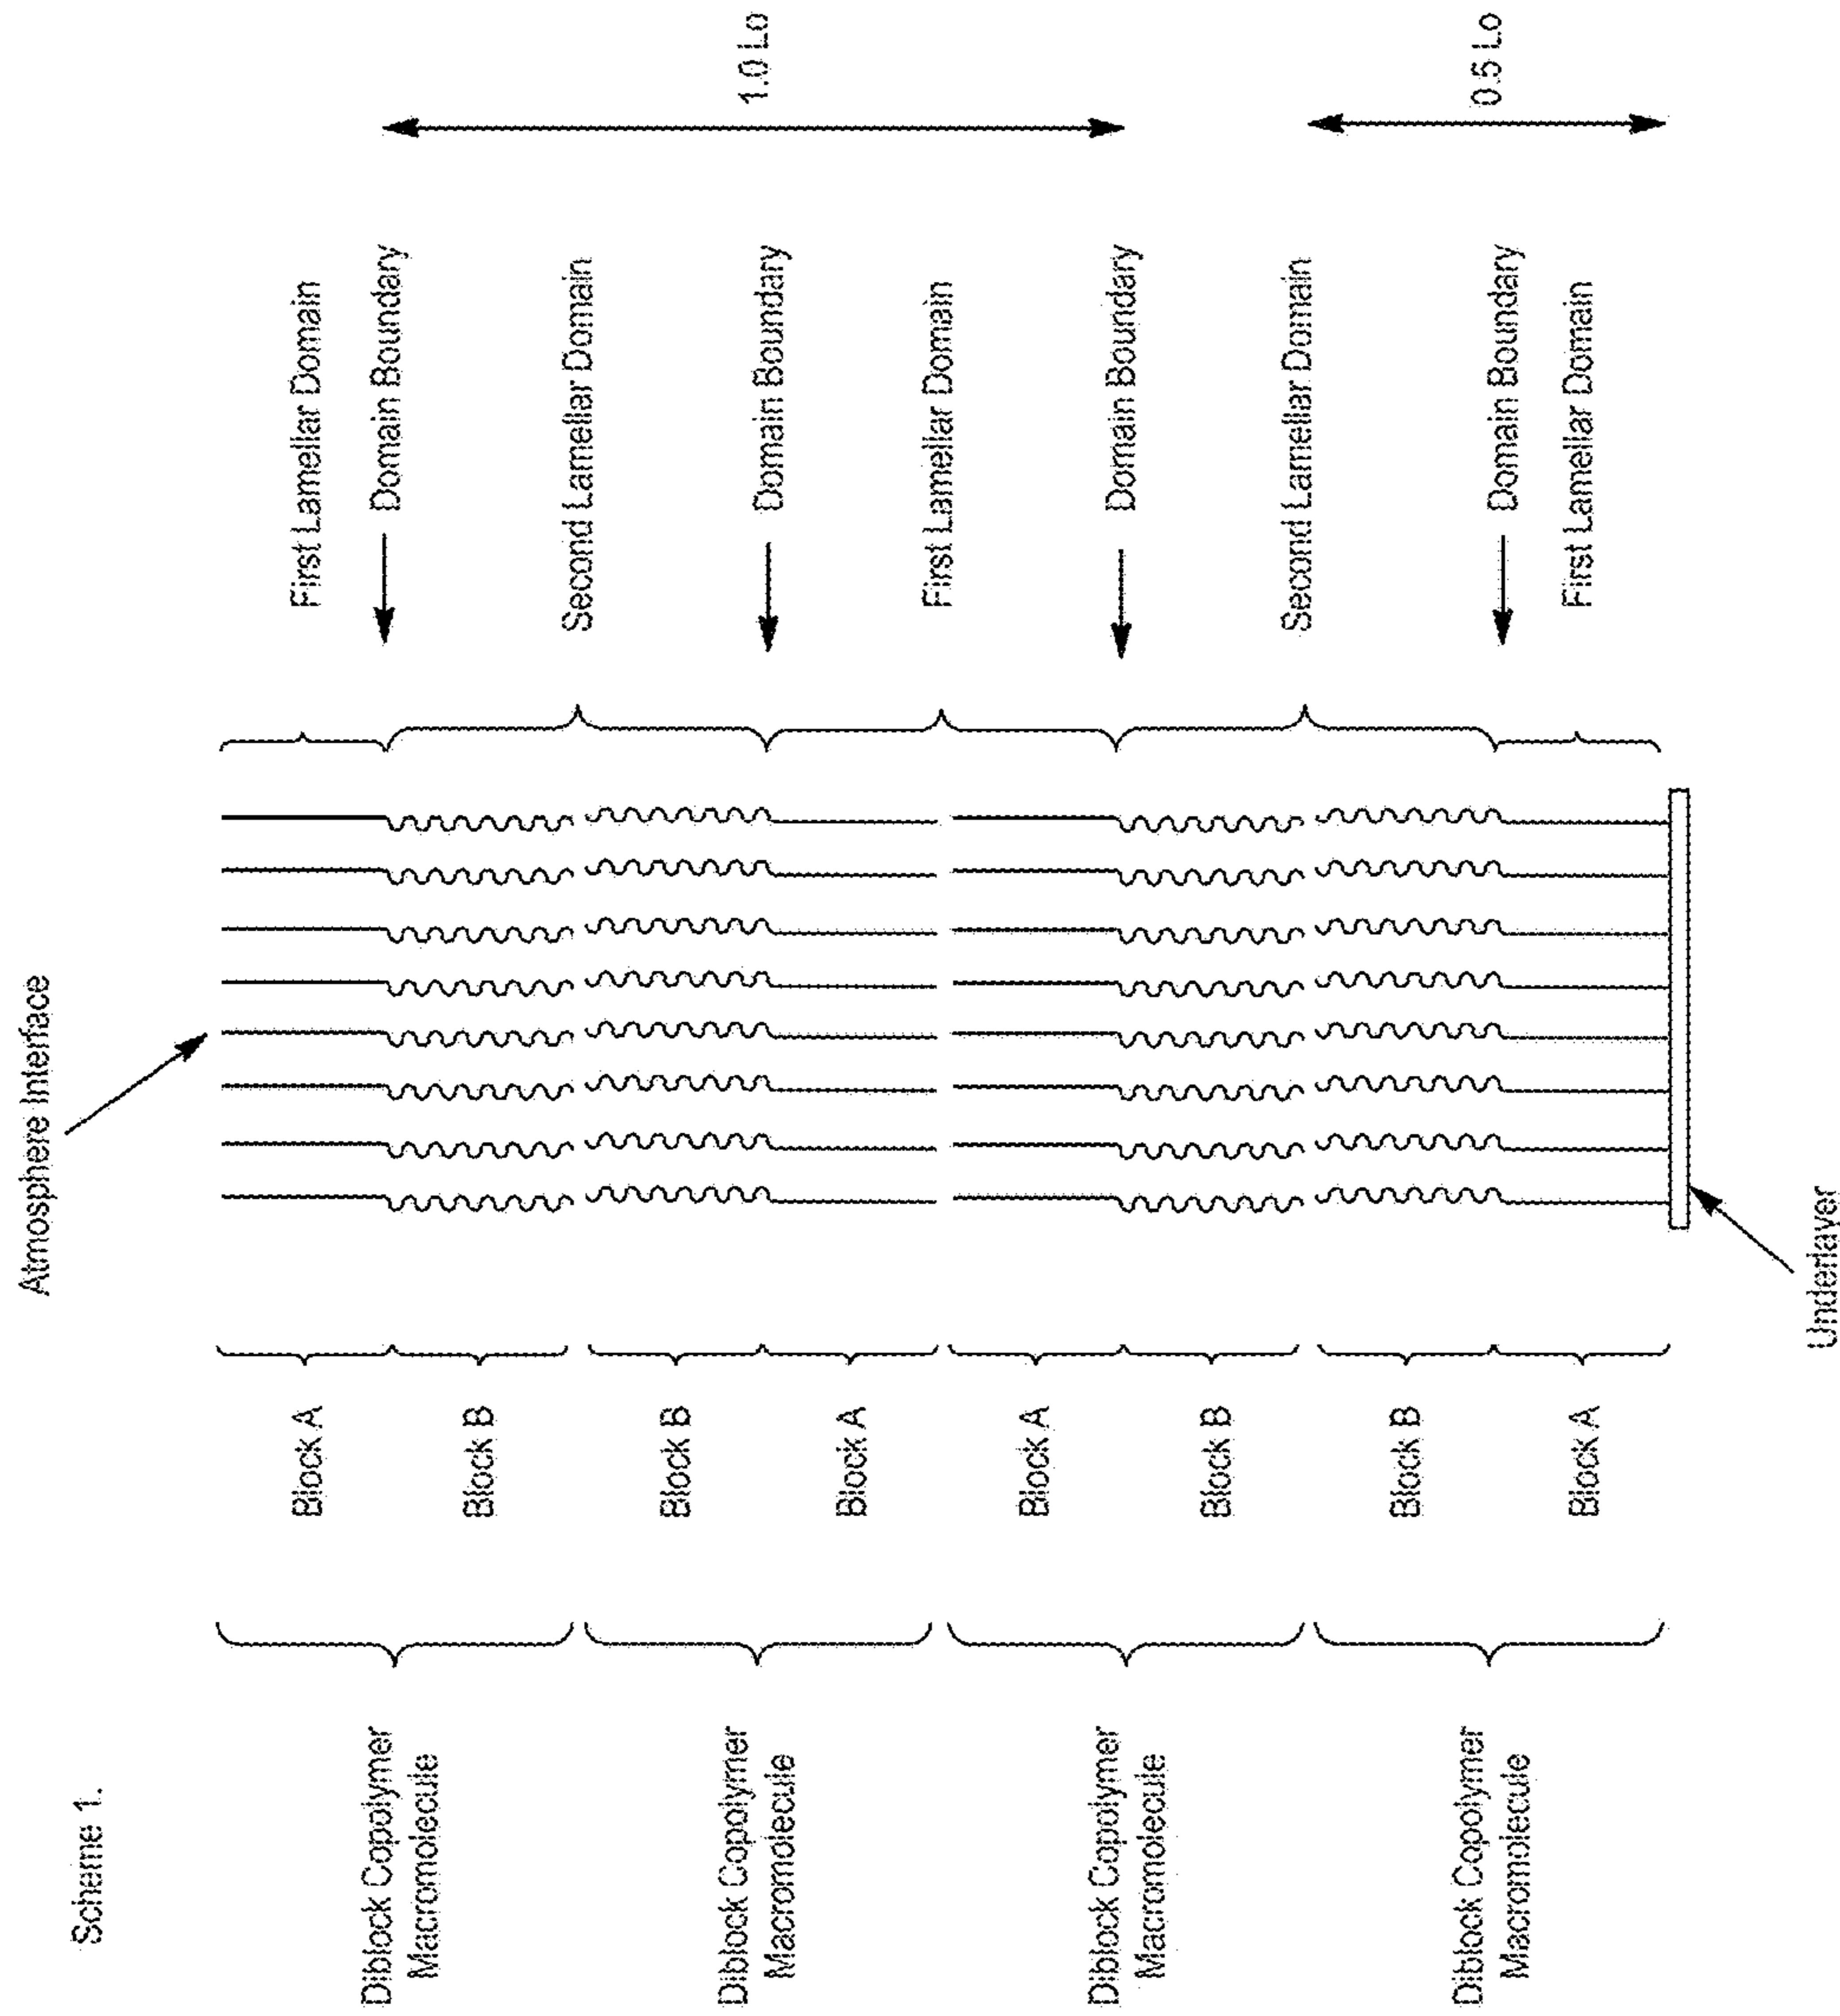 Scheme 1.
Atmosphere Interface
Diblock Copolymer
Macromolecule
Block A
Block B
First Lamellar Domain
Domain Boundary
Second Lamellar Domain
1.0 Lo
Diblock Copolymer
Macromolecule
Block B
Block A
Domain Boundary
First Lamellar Domain
Diblock Copolymer
Macromolecule
Block A
Block B
Domain Boundary
Second Lamellar Domain
Diblock Copolymer
Macromolecule
Block B
Block A
Domain Boundary
First Lamellar Domain
0.5 Lo
Underlayer